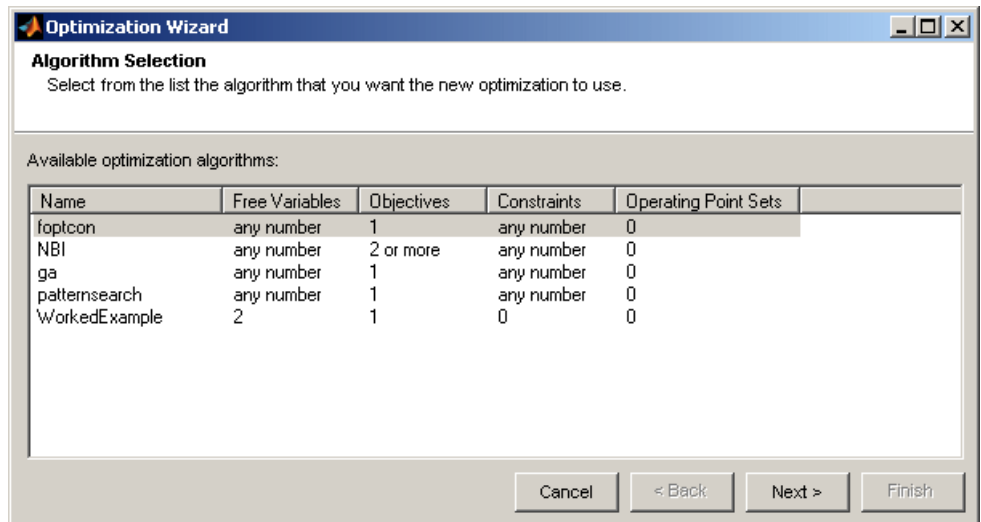 Optimization Wizard
Algorithm Selection
Select from the list the algorithm that you want the new optimization to use.
Available optimization algorithms:
Name Free Variables Objectives Constraints Operating Point Sets
foptcon any number 1 any number 0
NBI any number 2 or more any number 0
ga any number 1 any number 0
patternsearch any number 1 any number 0
WorkedExample 2 1 0 0
Cancel < Back Next > Finish